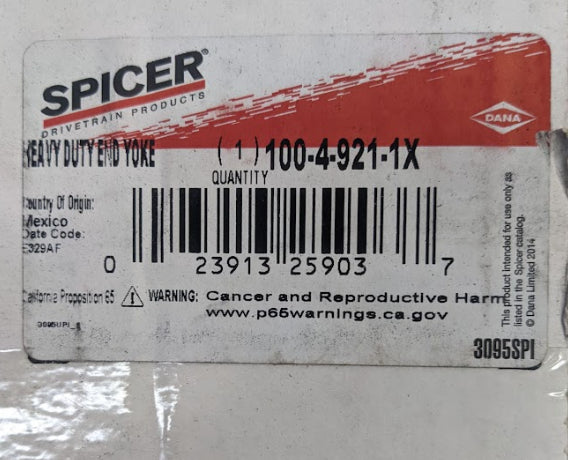 SPICER®
DRIVETRAIN PRODUCTS
DANA
HEAVY DUTY END YOKE (1) 100-4-921-1X
QUANTITY
Country Of Origin:
Mexico
Date Code:
E329AF
0 23913 25903 7
California Proposition 65 WARNING: Cancer and Reproductive Harm
www.p65warnings.ca.gov
This product intended for use only as
listed in the Spicer catalog.
© Dana Limited 2014
3095SPI